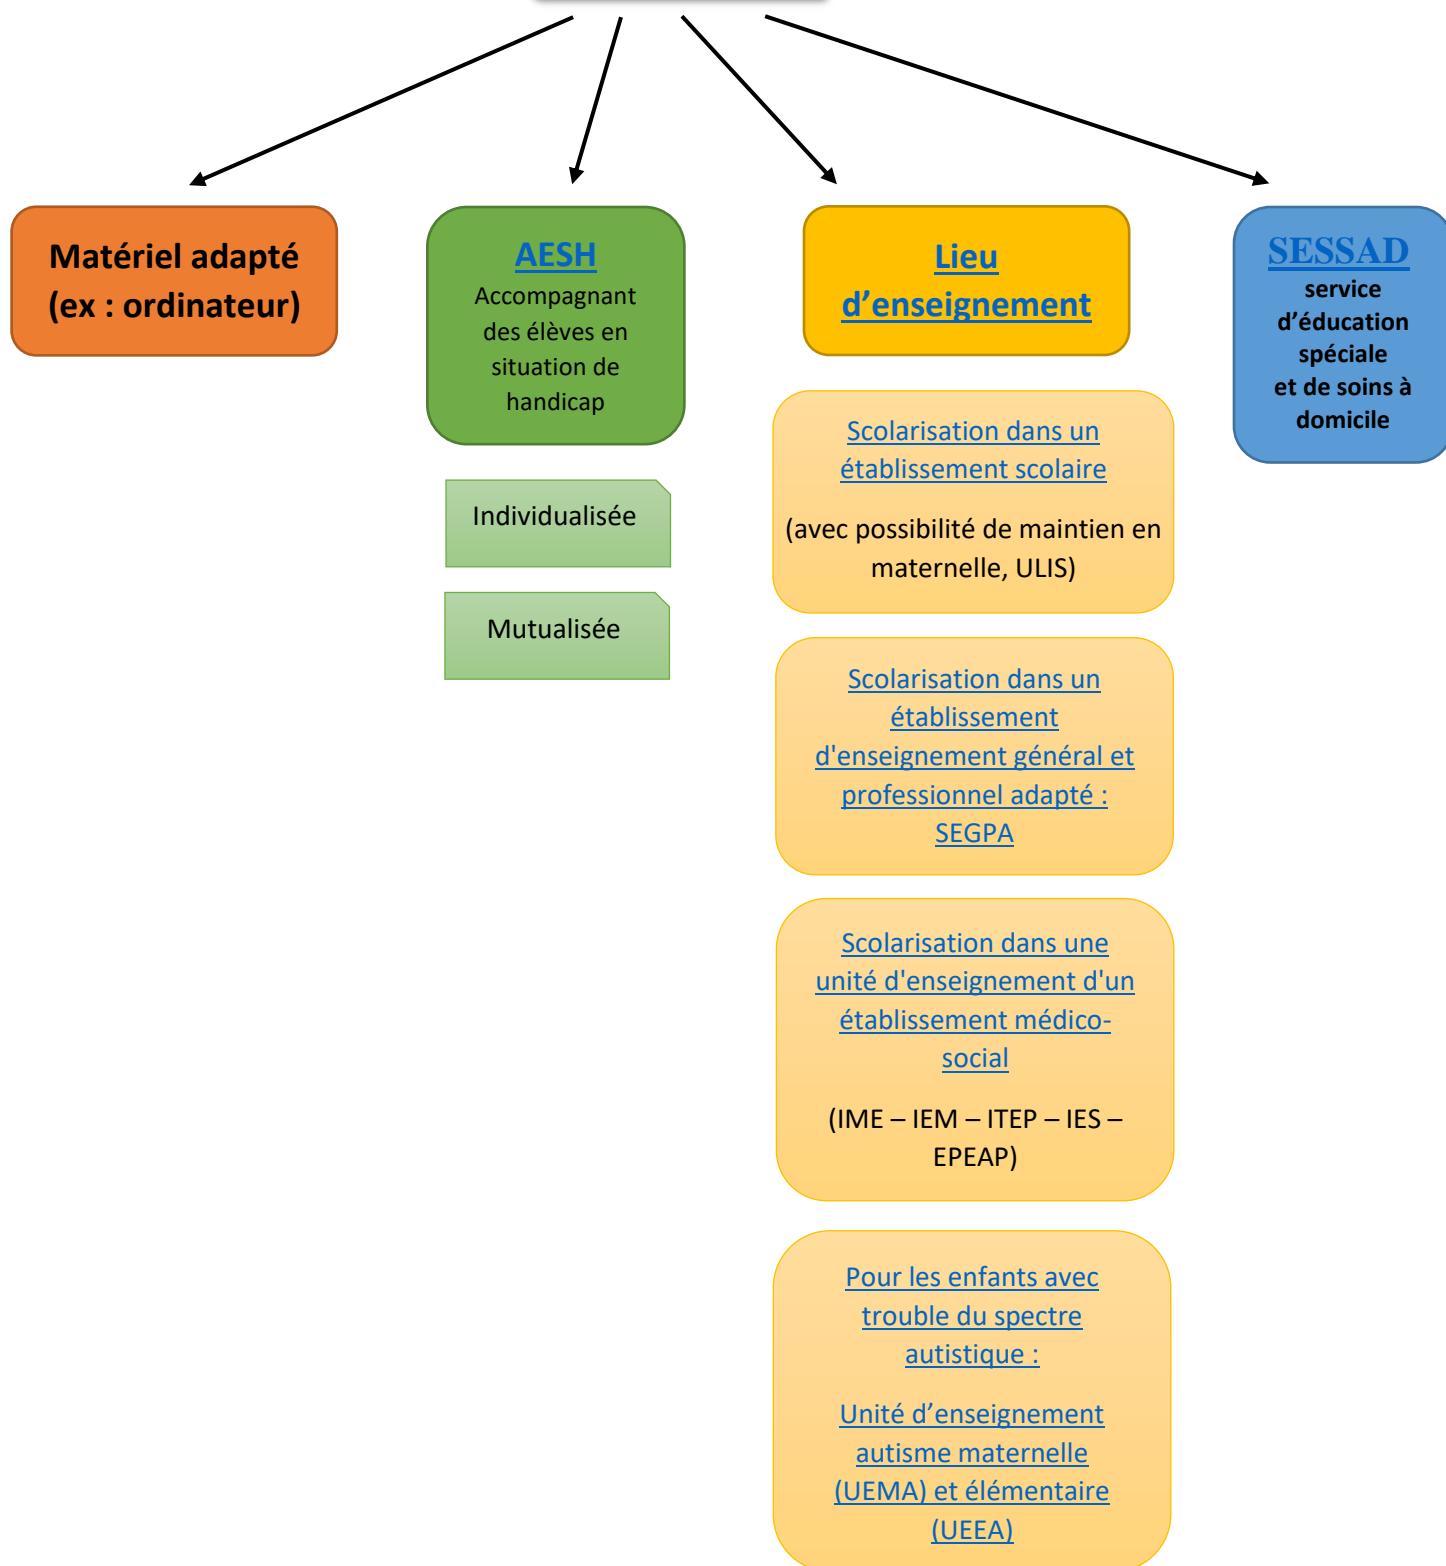 Matériel adapté
(ex : ordinateur)
AESH
Accompagnant
des élèves en
situation de
handicap
Individualisée
Mutualisée
Lieu
d’enseignement
Scolarisation dans un
établissement scolaire
(avec possibilité de maintien en
maternelle, ULIS)
Scolarisation dans un
établissement
d'enseignement général et
professionnel adapté :
SEGPA
Scolarisation dans une
unité d'enseignement d'un
établissement médico-
social
(IME – IEM – ITEP – IES –
EPEAP)
Pour les enfants avec
trouble du spectre
autistique :
Unité d’enseignement
autisme maternelle
(UEMA) et élémentaire
(UEEA)
SESSAD
service
d’éducation
spéciale
et de soins à
domicile